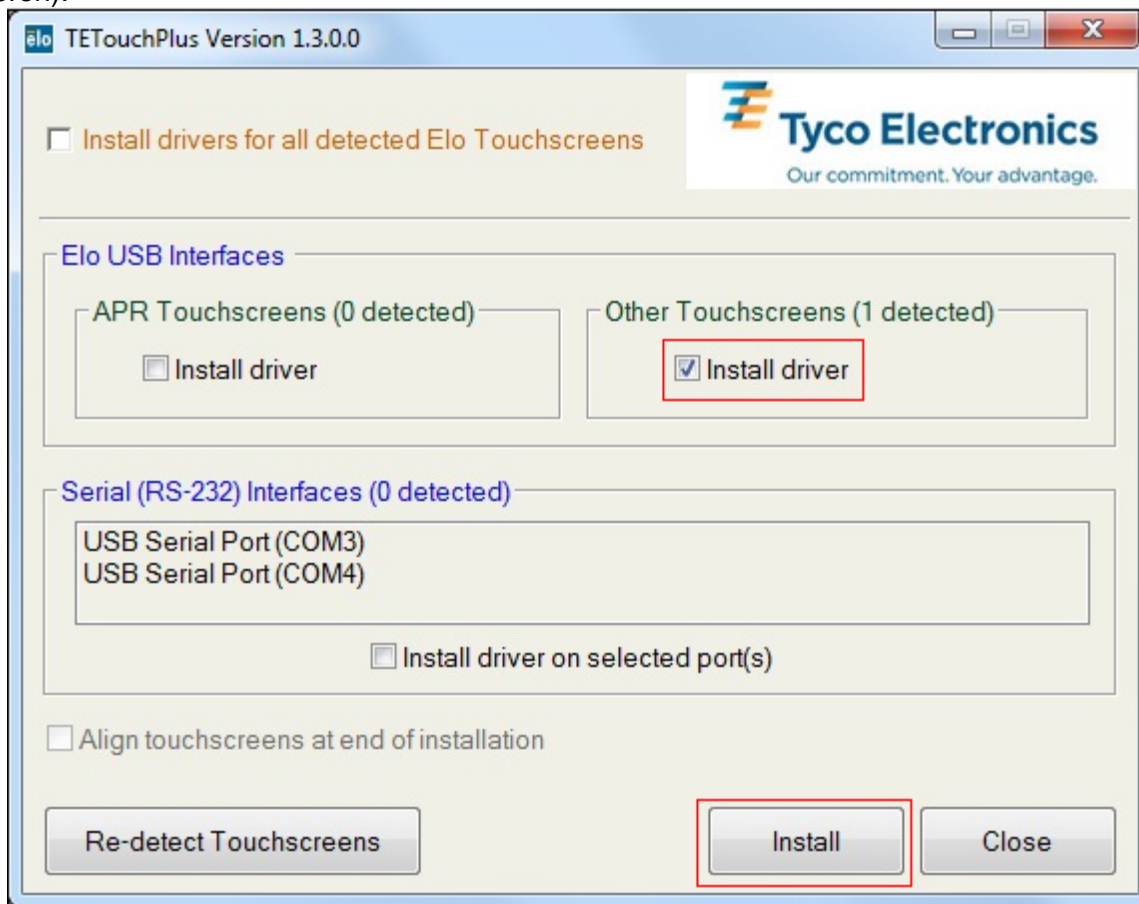 elo TETouchPlus Version 1.3.0.0
Install drivers for all detected Elo Touchscreens
Tyco Electronics
Our commitment. Your advantage.
Elo USB Interfaces
APR Touchscreens (0 detected)
Install driver
Other Touchscreens (1 detected)
Install driver
Serial (RS-232) Interfaces (0 detected)
USB Serial Port (COM3)
USB Serial Port (COM4)
Install driver on selected port(s)
Align touchscreens at end of installation
Re-detect Touchscreens
Install
Close